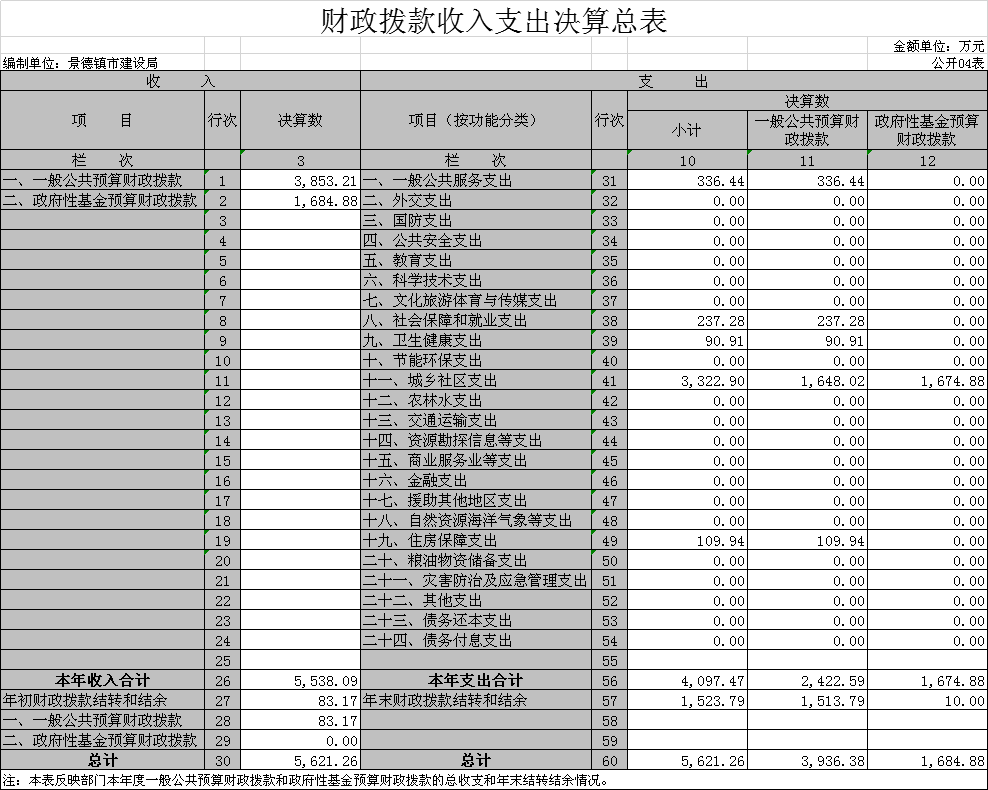 财政拨款收入支出决算总表
金额单位：万元
编制单位：景德镇市建设局 公开04表
收 入 支 出
项 目 行次 决算数 项目（按功能分类） 行次 决算数
小计 一般公共预算财政拨款 政府性基金预算财政拨款
栏 次 3 栏 次 10 11 12
一、一般公共预算财政拨款 1 3,853.21 一、一般公共服务支出 31 336.44 336.44 0.00
二、政府性基金预算财政拨款 2 1,684.88 二、外交支出 32 0.00 0.00 0.00
3 三、国防支出 33 0.00 0.00 0.00
4 四、公共安全支出 34 0.00 0.00 0.00
5 五、教育支出 35 0.00 0.00 0.00
6 六、科学技术支出 36 0.00 0.00 0.00
7 七、文化旅游体育与传媒支出 37 0.00 0.00 0.00
8 八、社会保障和就业支出 38 237.28 237.28 0.00
9 九、卫生健康支出 39 90.91 90.91 0.00
10 十、节能环保支出 40 0.00 0.00 0.00
11 十一、城乡社区支出 41 3,322.90 1,648.02 1,674.88
12 十二、农林水支出 42 0.00 0.00 0.00
13 十三、交通运输支出 43 0.00 0.00 0.00
14 十四、资源勘探信息等支出 44 0.00 0.00 0.00
15 十五、商业服务业等支出 45 0.00 0.00 0.00
16 十六、金融支出 46 0.00 0.00 0.00
17 十七、援助其他地区支出 47 0.00 0.00 0.00
18 十八、自然资源海洋气象等支出 48 0.00 0.00 0.00
19 十九、住房保障支出 49 109.94 109.94 0.00
20 二十、粮油物资储备支出 50 0.00 0.00 0.00
21 二十一、灾害防治及应急管理支出 51 0.00 0.00 0.00
22 二十二、其他支出 52 0.00 0.00 0.00
23 二十三、债务还本支出 53 0.00 0.00 0.00
24 二十四、债务付息支出 54 0.00 0.00 0.00
25 55
本年收入合计 26 5,538.09 本年支出合计 56 4,097.47 2,422.59 1,674.88
年初财政拨款结转和结余 27 83.17 年末财政拨款结转和结余 57 1,523.79 1,513.79 10.00
一、一般公共预算财政拨款 28 83.17 58
二、政府性基金预算财政拨款 29 0.00 59
总计 30 5,621.26 总计 60 5,621.26 3,936.38 1,684.88
注：本表反映部门本年度一般公共预算财政拨款和政府性基金预算财政拨款的总收支和年末结转结余情况。